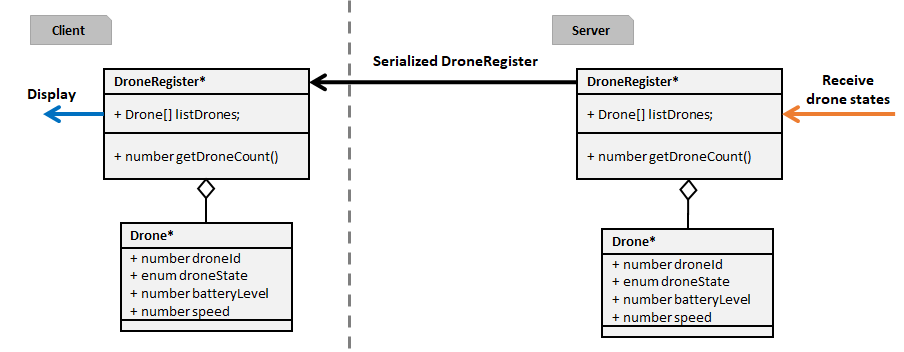 Client
Server
Serialized DroneRegister
Display
DroneRegister*
+ Drone[] listDrones;
+ number getDroneCount()
Drone*
+ number droneId
+ enum droneState
+ number batteryLevel
+ number speed
DroneRegister*
+ Drone[] listDrones;
+ number getDroneCount()
Receive
drone states
Drone*
+ number droneId
+ enum droneState
+ number batteryLevel
+ number speed